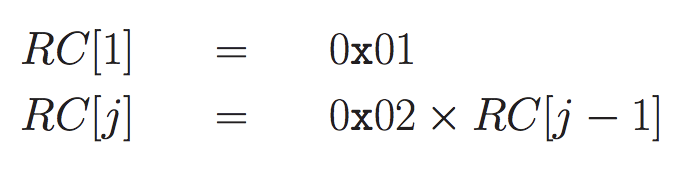 RC[1] = 0x01
RC[j] = 0x02 × RC[j − 1]